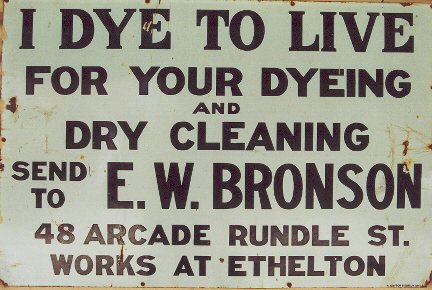 I DYE TO LIVE
FOR YOUR DYEING
AND
DRY CLEANING
SEND TO E. W. BRONSON
48 ARCADE RUNDLE ST.
WORKS AT ETHELTON